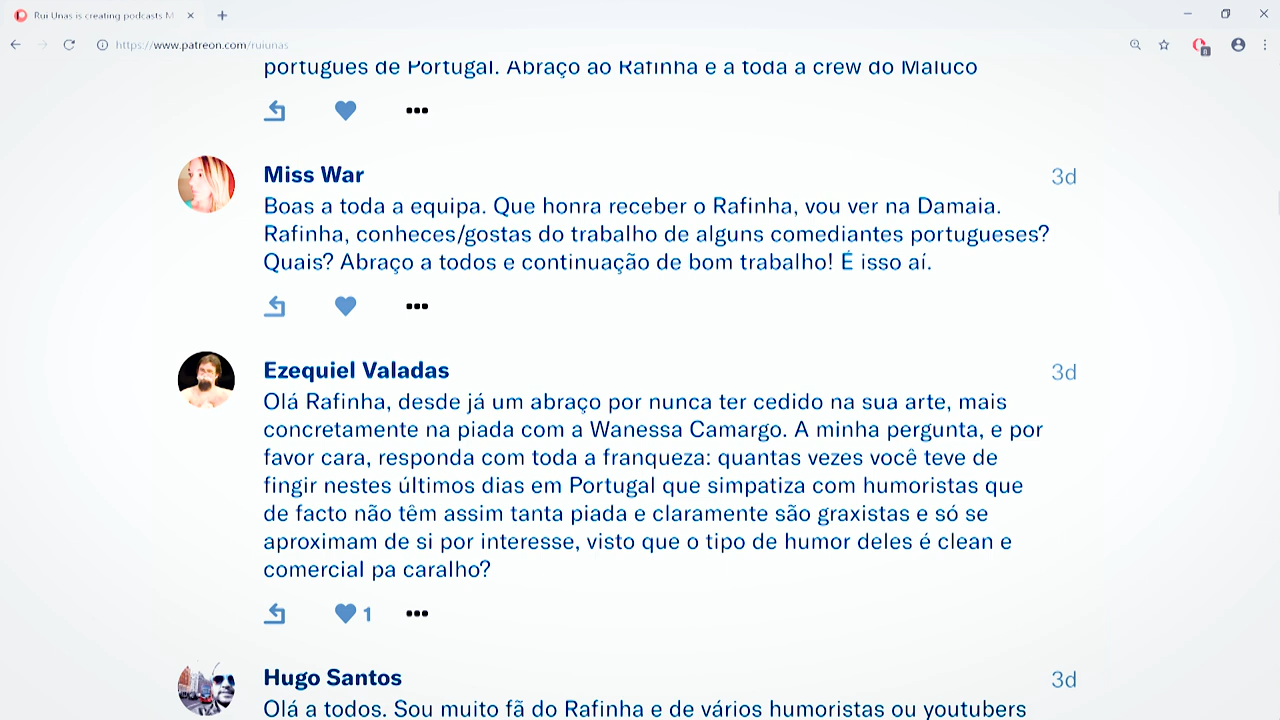 Rui Unas is creating podcasts M
https://www.patreon.com/ruiunas
portugues de Portugal. Abraço ao Rafinha e a toda a crew do Maluco
Miss War
3d
Boas a toda a equipa. Que honra receber o Rafinha, vou ver na Damaia.
Rafinha, conheces/gostas do trabalho de alguns comediantes portugueses?
Quais? Abraço a todos e continuação de bom trabalho! É isso aí.
Ezequiel Valadas
3d
Olá Rafinha, desde já um abraço por nunca ter cedido na sua arte, mais
concretamente na piada com a Wanessa Camargo. A minha pergunta, e por
favor cara, responda com toda a franqueza: quantas vezes você teve de
fingir nestes últimos dias em Portugal que simpatiza com humoristas que
de facto não têm assim tanta piada e claramente são graxistas e só se
aproximam de si por interesse, visto que o tipo de humor deles é clean e
comercial pa caralho?
1
Hugo Santos
3d
Olá a todos. Sou muito fã do Rafinha e de vários humoristas ou youtubers